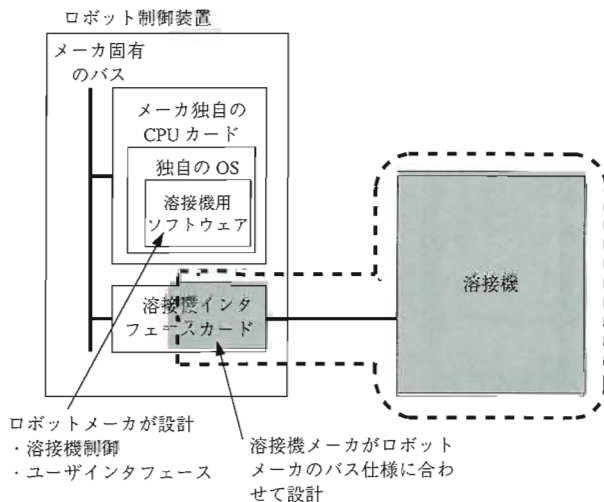 ロボット制御装置
メーカ固有
のバス
メーカ独自の
CPU カード
独自の OS
溶接機用
ソフトウェア
溶接機インタ
フェースカード
溶接機
ロボットメーカが設計
・溶接機制御
・ユーザインタフェース
溶接機メーカがロボット
メーカのバス仕様に合わ
せて設計